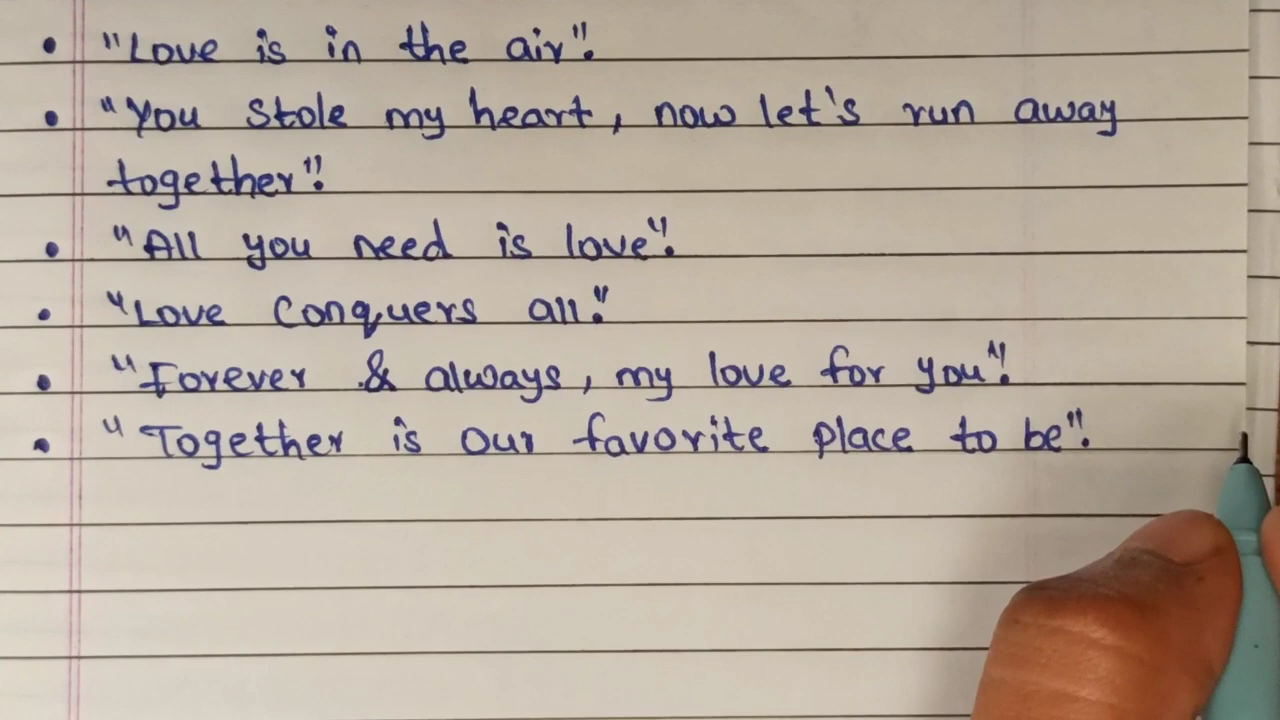 • "Love is in the air".
• "You stole my heart, now let's run away
together".
• "All you need is love".
• "Love conquers all."
• "Forever & always, my love for you".
• "Together is our favorite place to be".